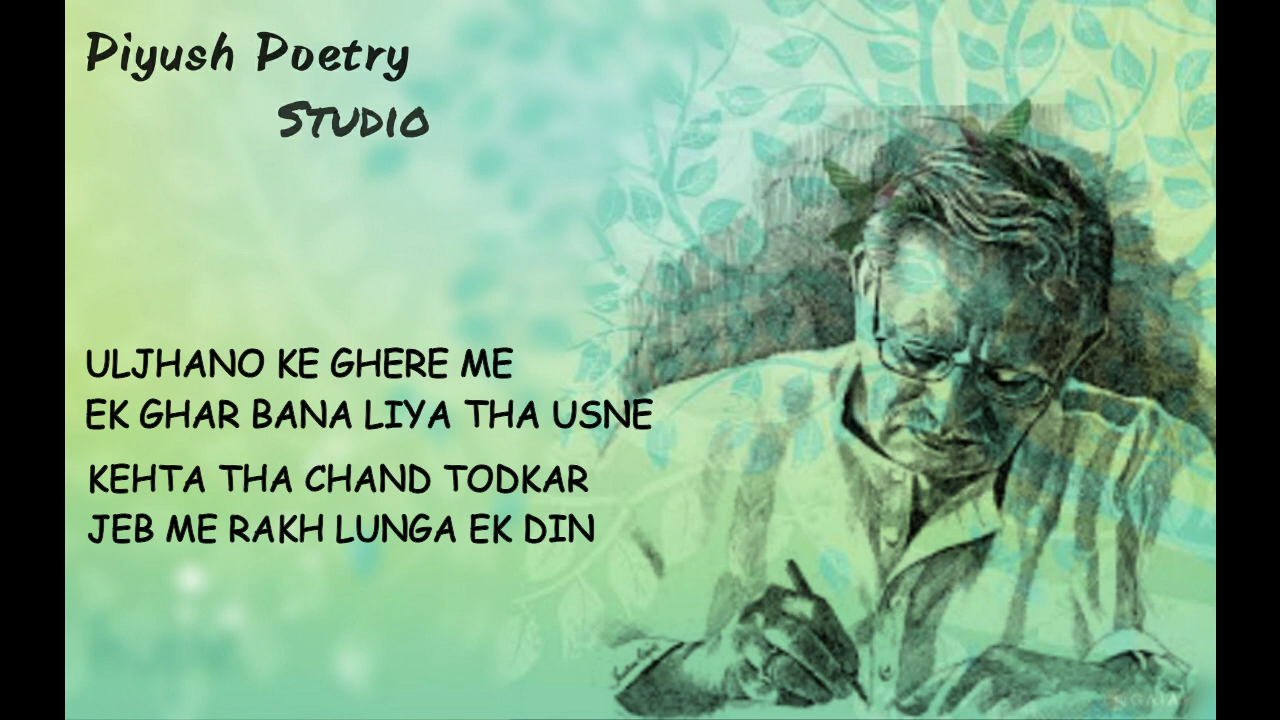 Piyush Poetry
STUDIO
ULJHANO KE GHERE ME
EK GHAR BANA LIYA THA USNE
KEHTA THA CHAND TODKAR
JEB ME RAKH LUNGA EK DIN